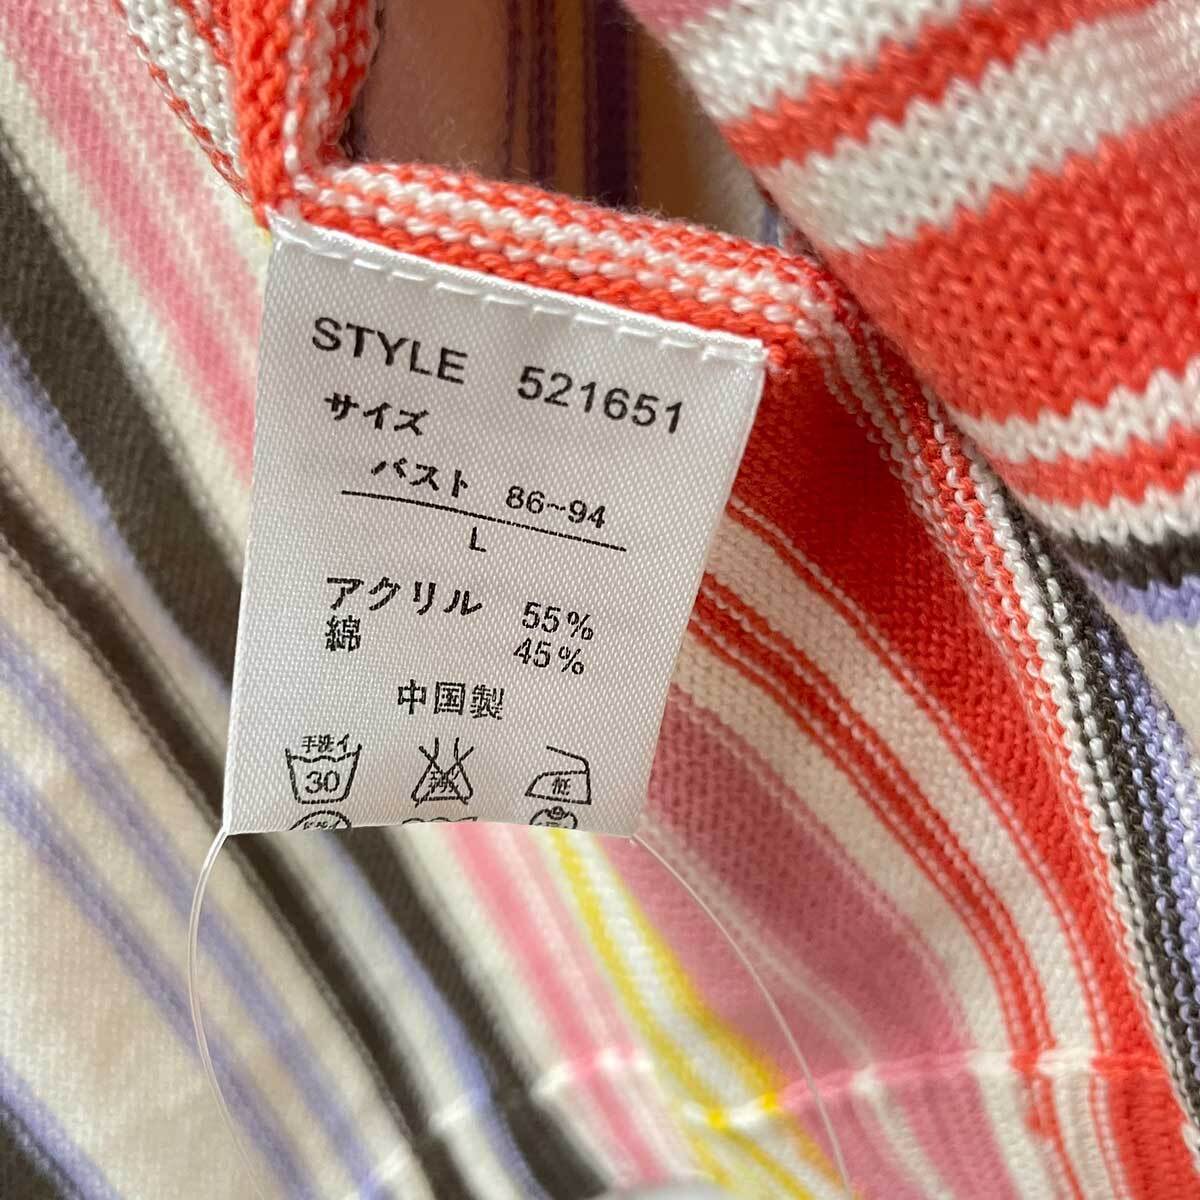 STYLE 521651
サイズ
バスト 86~94
L
アクリル 55%
綿 45%
中国製
手洗イ
30 低